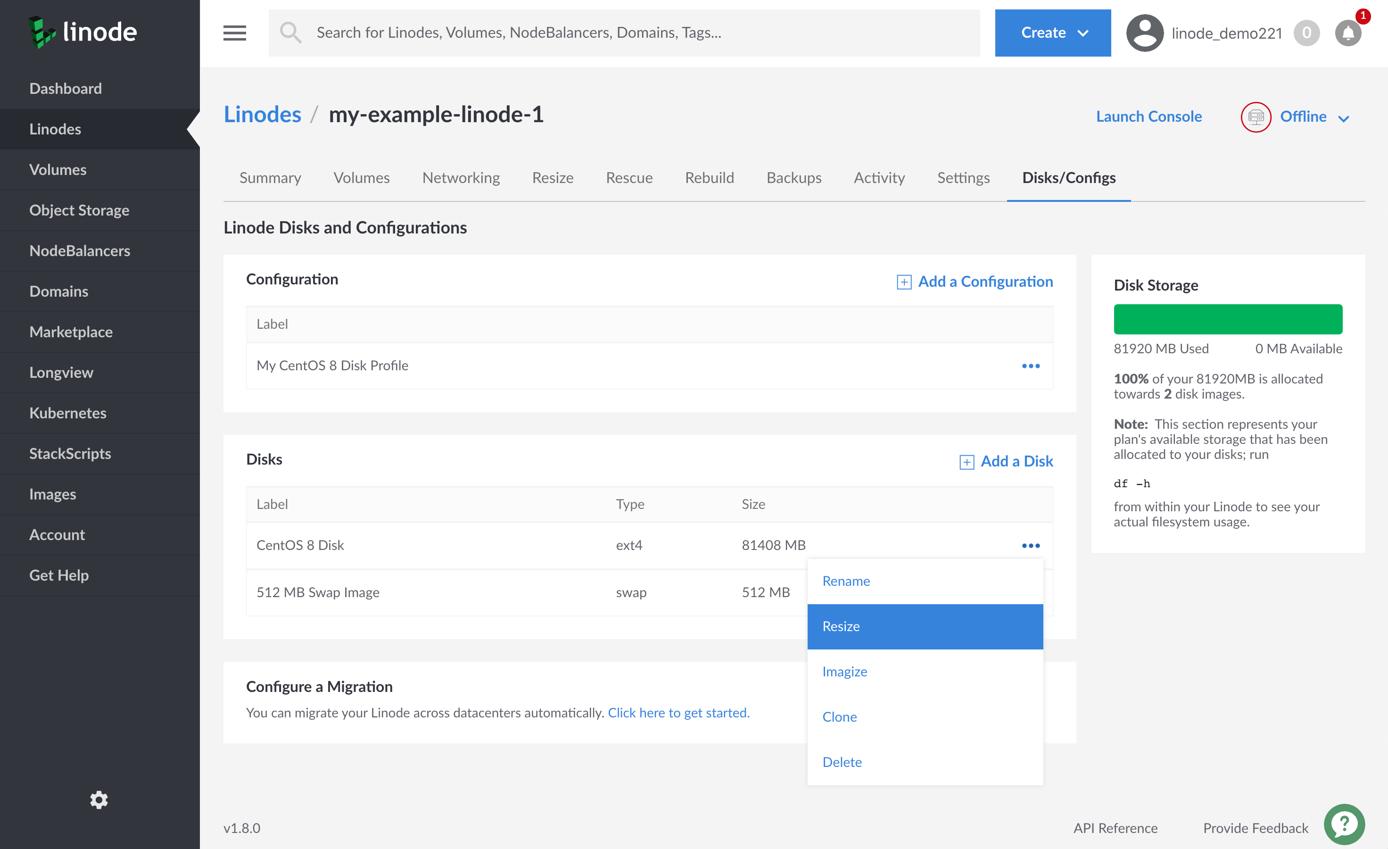 linode
Search for Linodes, Volumes, NodeBalancers, Domains, Tags...
Create
linode_demo221
0
1
Dashboard
Linodes
Volumes
Object Storage
NodeBalancers
Domains
Marketplace
Longview
Kubernetes
StackScripts
Images
Account
Get Help
Linodes / my-example-linode-1
Launch Console
Offline
Summary Volumes Networking Resize Rescue Rebuild Backups Activity Settings Disks/Configs
Linode Disks and Configurations
Configuration
Add a Configuration
Label
My CentOS 8 Disk Profile
Disks
Add a Disk
Label Type Size
CentOS 8 Disk ext4 81408 MB
512 MB Swap Image swap 512 MB
Rename
Resize
Imagize
Clone
Delete
Configure a Migration
You can migrate your Linode across datacenters automatically. Click here to get started.
Disk Storage
81920 MB Used 0 MB Available
100% of your 81920MB is allocated
towards 2 disk images.
Note: This section represents your
plan's available storage that has been
allocated to your disks; run
df -h
from within your Linode to see your
actual filesystem usage.
v1.8.0
API Reference
Provide Feedback
?